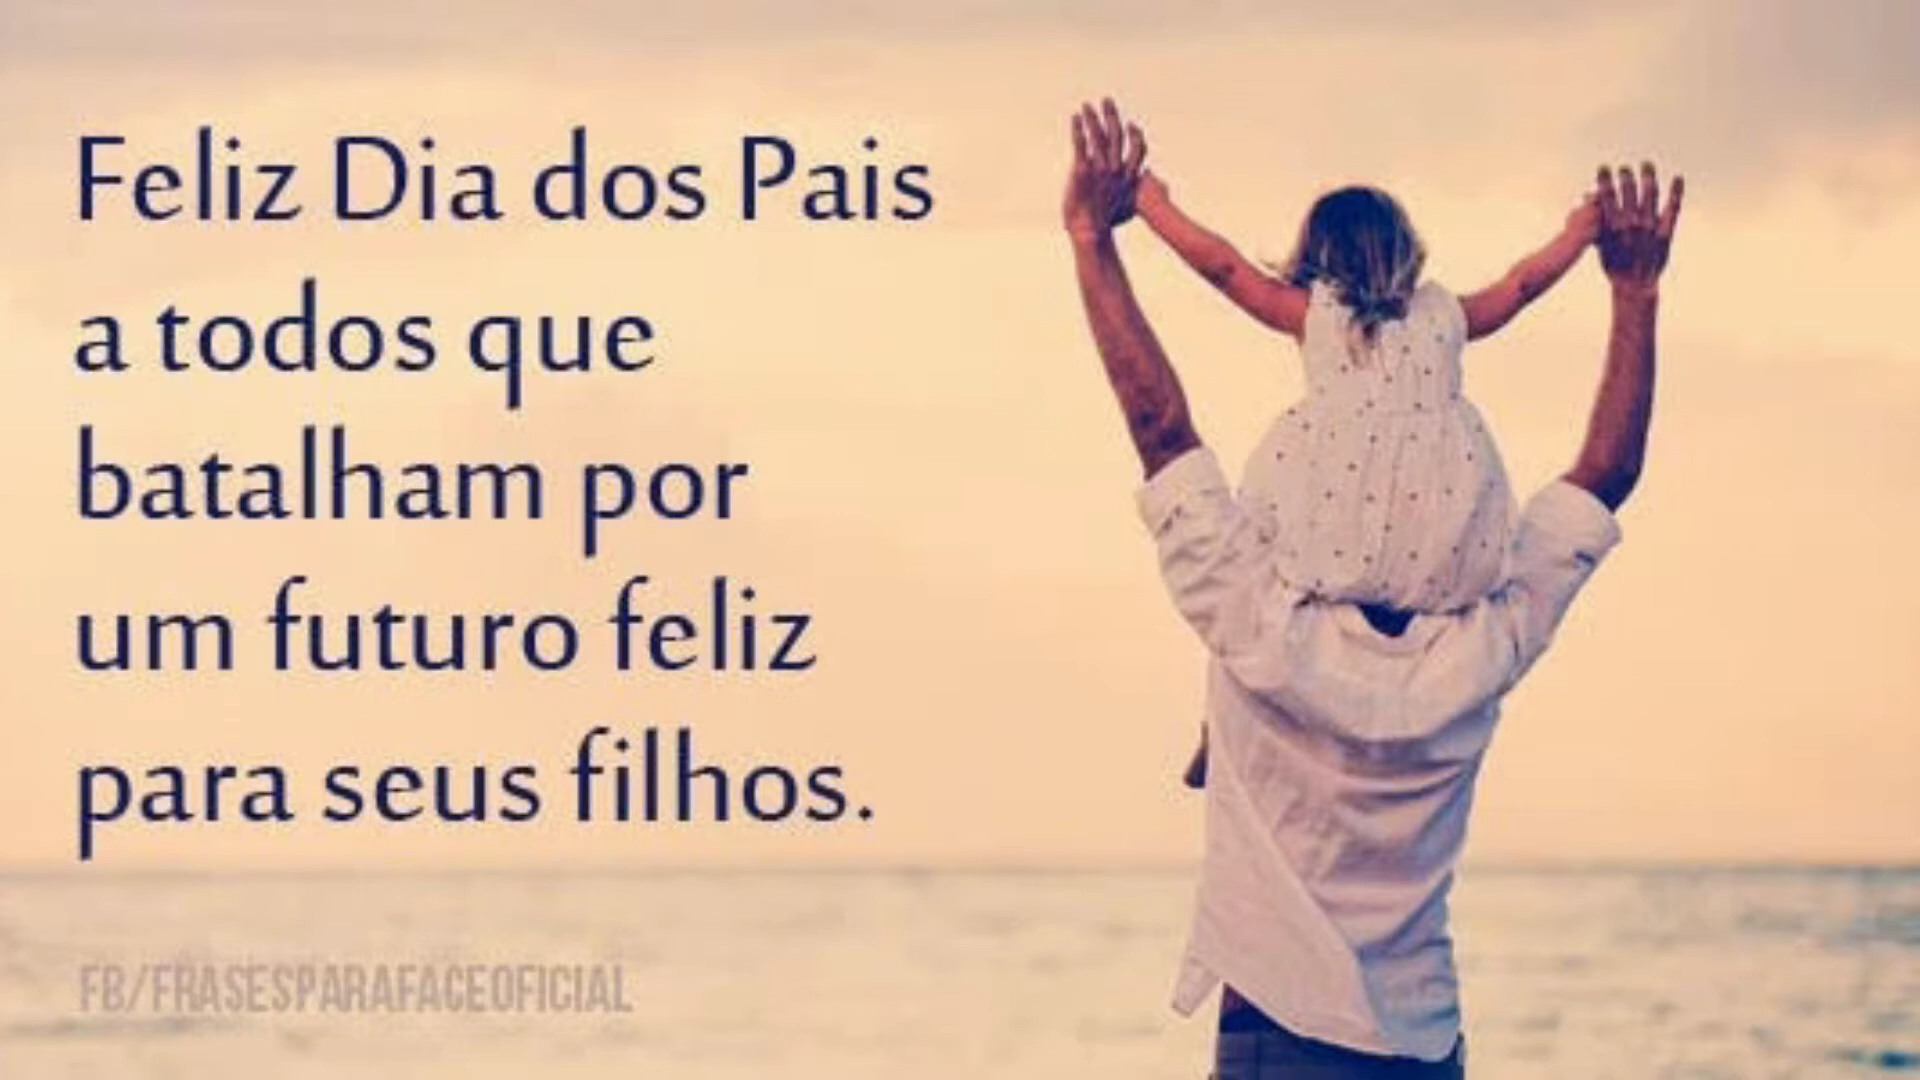 Feliz Dia dos Pais
a todos que
batalham por
um futuro feliz
para seus filhos.
FB/FRASESPARAFACEOFICIAL